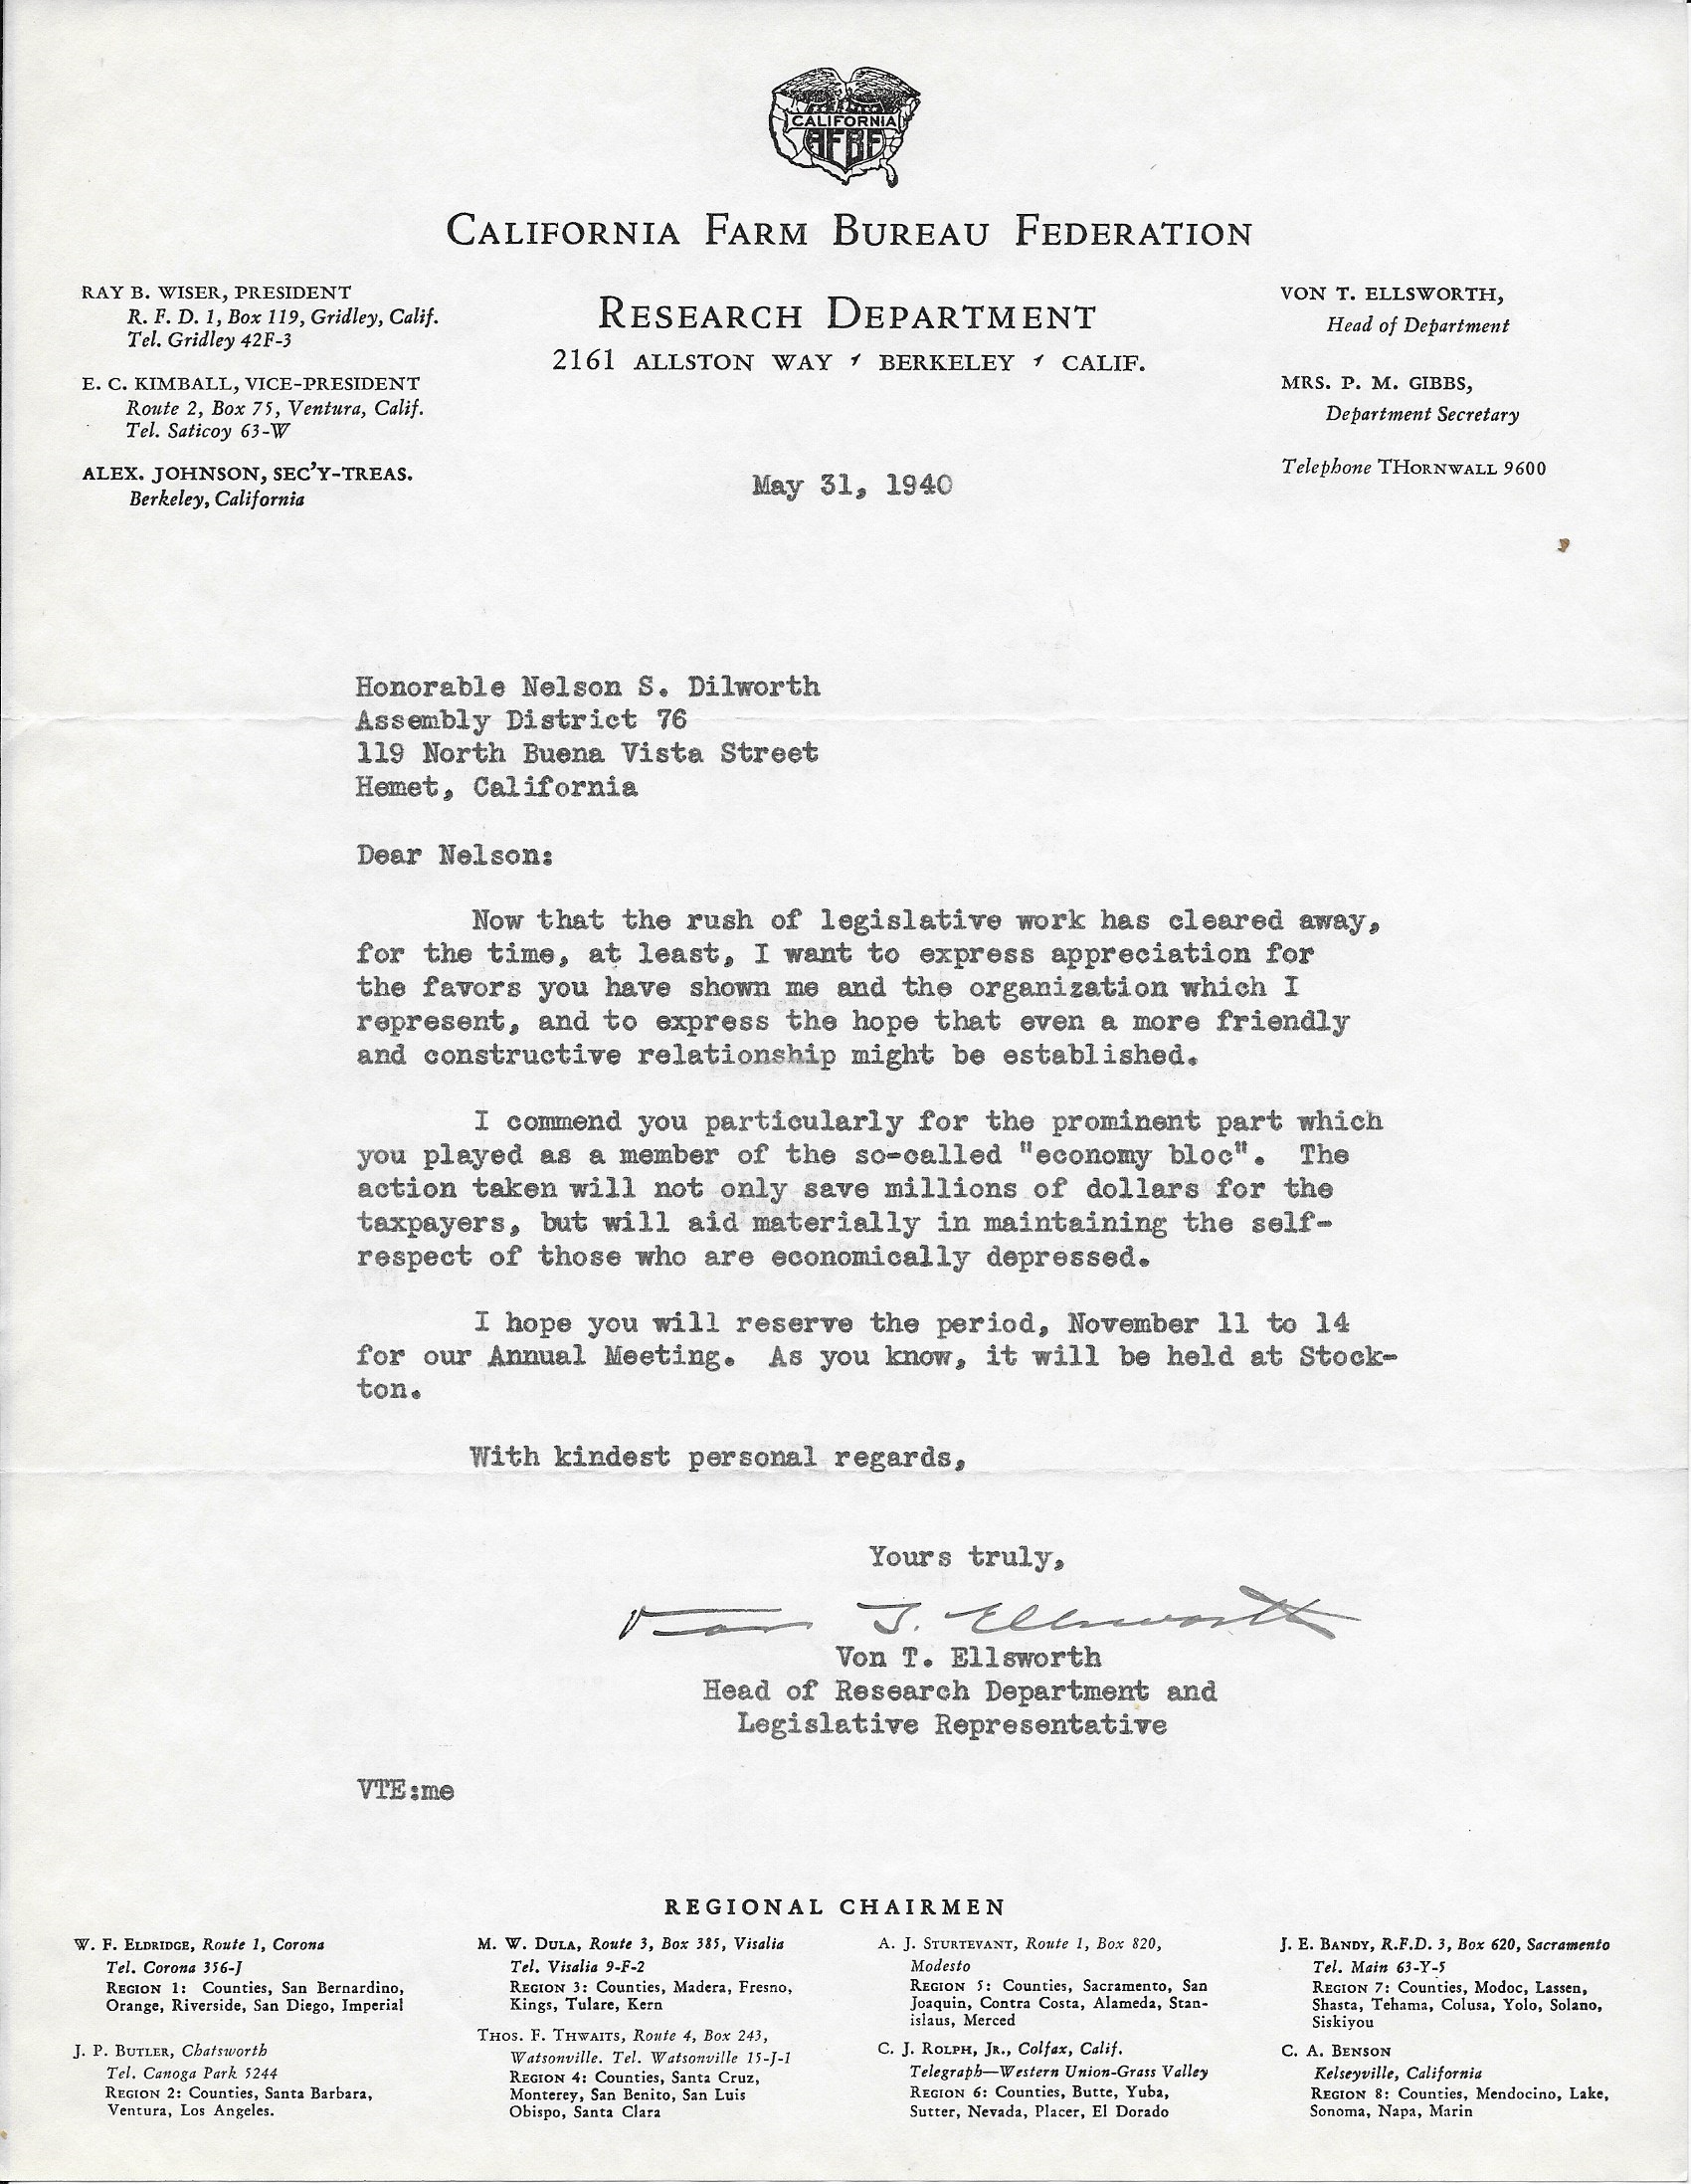 CALIFORNIA
AFBF
CALIFORNIA FARM BUREAU FEDERATION
RAY B. WISER, PRESIDENT
R. F. D. 1, Box 119, Gridley, Calif.
Tel. Gridley 42F-3
E. C. KIMBALL, VICE-PRESIDENT
Route 2, Box 75, Ventura, Calif.
Tel. Saticoy 63-W
ALEX. JOHNSON, SEC'Y-TREAS.
Berkeley, California
RESEARCH DEPARTMENT
2161 ALLSTON WAY / BERKELEY / CALIF.
VON T. ELLSWORTH,
Head of Department
MRS. P. M. GIBBS,
Department Secretary
Telephone THORNWALL 9600
May 31, 1940
Honorable Nelson S. Dilworth
Assembly District 76
119 North Buena Vista Street
Hemet, California
Dear Nelson:
Now that the rush of legislative work has cleared away,
for the time, at least, I want to express appreciation for
the favors you have shown me and the organization which I
represent, and to express the hope that even a more friendly
and constructive relationship might be established.
I commend you particularly for the prominent part which
you played as a member of the so-called "economy bloc". The
action taken will not only save millions of dollars for the
taxpayers, but will aid materially in maintaining the self-
respect of those who are economically depressed.
I hope you will reserve the period, November 11 to 14
for our Annual Meeting. As you know, it will be held at Stock-
ton.
With kindest personal regards,
Yours truly,
Von T. Ellsworth
Von T. Ellsworth
Head of Research Department and
Legislative Representative
VTE:me
REGIONAL CHAIRMEN
W. F. ELDRIDGE, Route 1, Corona
Tel. Corona 356-J
REGION 1: Counties, San Bernardino,
Orange, Riverside, San Diego, Imperial
J. P. BUTLER, Chatsworth
Tel. Canoga Park 5244
REGION 2: Counties, Santa Barbara,
Ventura, Los Angeles.
M. W. DULA, Route 3, Box 385, Visalia
Tel. Visalia 9-F-2
REGION 3: Counties, Madera, Fresno,
Kings, Tulare, Kern
THOS. F. THWAITS, Route 4, Box 243,
Watsonville. Tel. Watsonville 15-J-1
REGION 4: Counties, Santa Cruz,
Monterey, San Benito, San Luis
Obispo, Santa Clara
A. J. STURTEVANT, Route 1, Box 820,
Modesto
REGION 5: Counties, Sacramento, San
Joaquin, Contra Costa, Alameda, Stan-
islaus, Merced
C. J. ROLPH, JR., Colfax, Calif.
Telegraph—Western Union-Grass Valley
REGION 6: Counties, Butte, Yuba,
Sutter, Nevada, Placer, El Dorado
J. E. BANDY, R.F.D. 3, Box 620, Sacramento
Tel. Main 63-Y-5
REGION 7: Counties, Modoc, Lassen,
Shasta, Tehama, Colusa, Yolo, Solano,
Siskiyou
C. A. BENSON
Kelseyville, California
REGION 8: Counties, Mendocino, Lake,
Sonoma, Napa, Marin